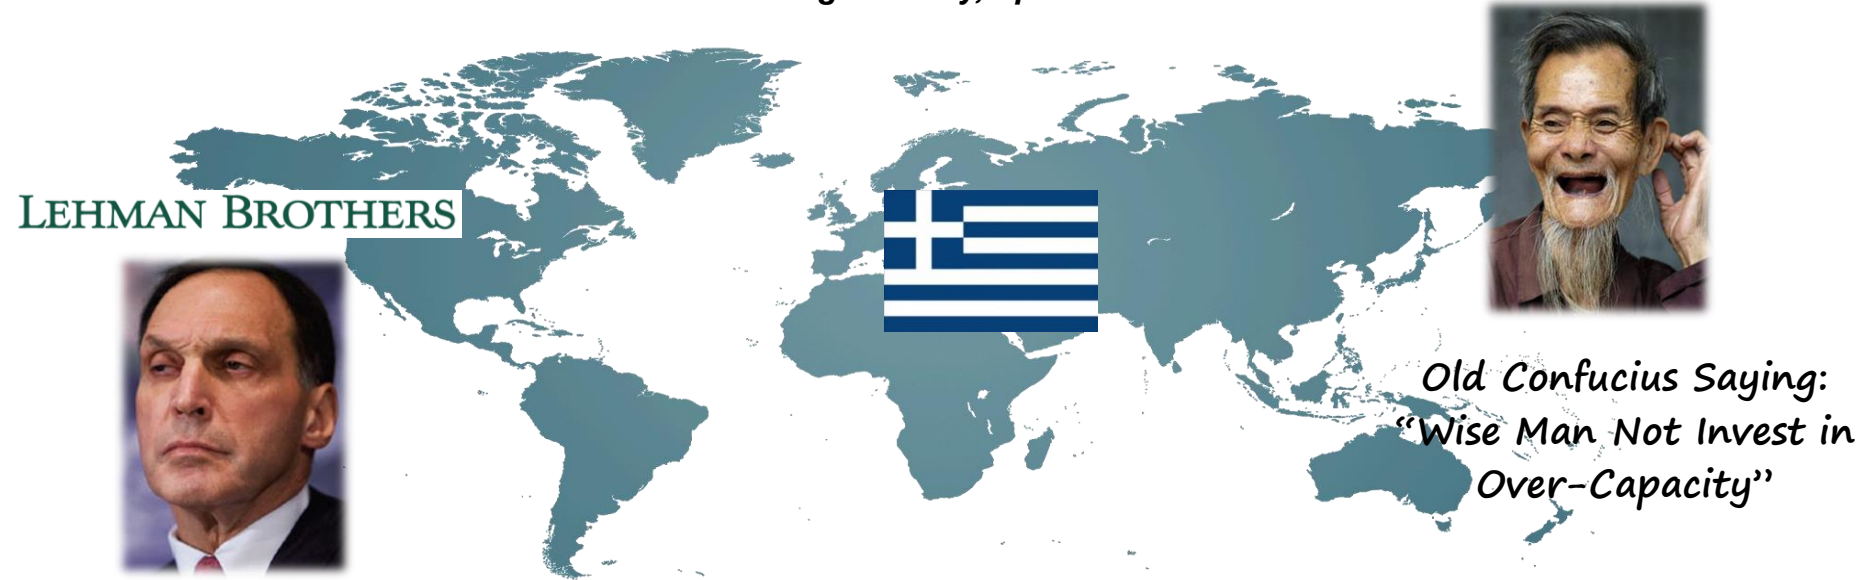 LEHMAN BROTHERS
Old Confucius Saying:
“Wise Man Not Invest in
Over-Capacity”